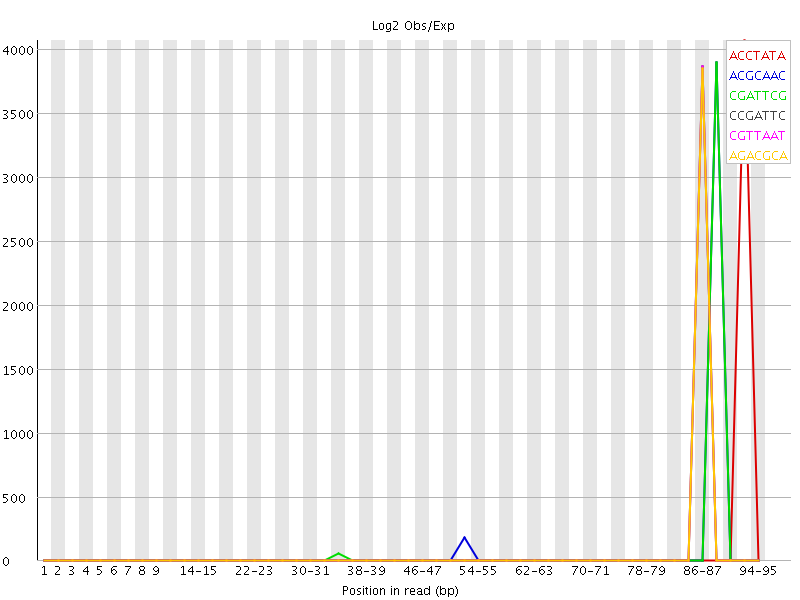 Log2 Obs/Exp
4000
3500
3000
2500
2000
1500
1000
500
0
ACCTATA
ACGCAAC
CGATTCG
CCGATTC
CGTTAAT
AGACGCA
1 2 3 4 5 6 7 8 9 14-15 22-23 30-31 38-39 46-47 54-55 62-63 70-71 78-79 86-87 94-95
Position in read (bp)